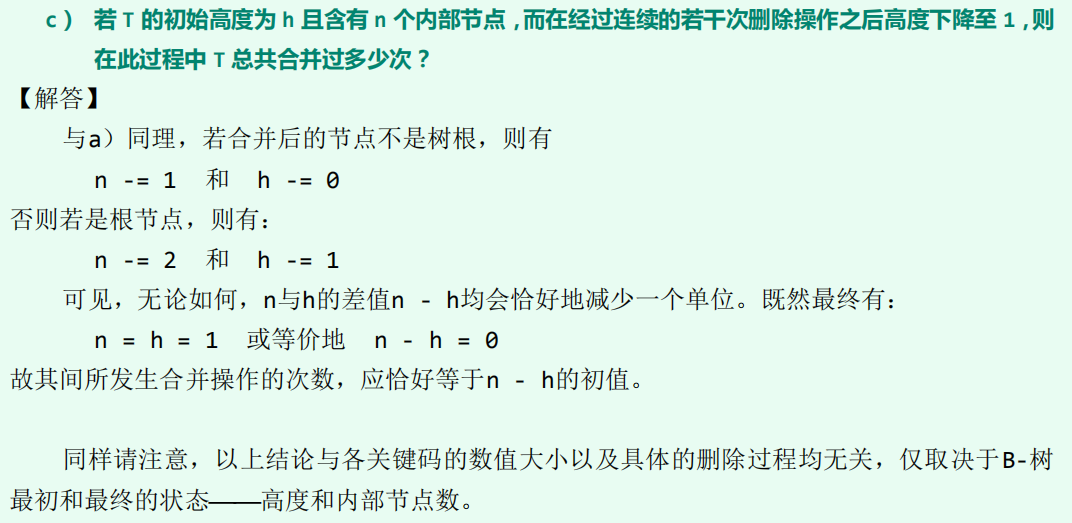 c） 若 T 的初始高度为 h 且含有 n 个内部节点，而在经过连续的若干次删除操作之后高度下降至 1，则
在此过程中 T 总共合并过多少次？
【解答】
与a）同理，若合并后的节点不是树根，则有
n -= 1 和 h -= 0
否则若是根节点，则有：
n -= 2 和 h -= 1
可见，无论如何，n与h的差值n - h均会恰好地减少一个单位。既然最终有：
n = h = 1 或等价地 n - h = 0
故其间所发生合并操作的次数，应恰好等于n - h的初值。
同样请注意，以上结论与各关键码的数值大小以及具体的删除过程均无关，仅取决于B-树
最初和最终的状态——高度和内部节点数。